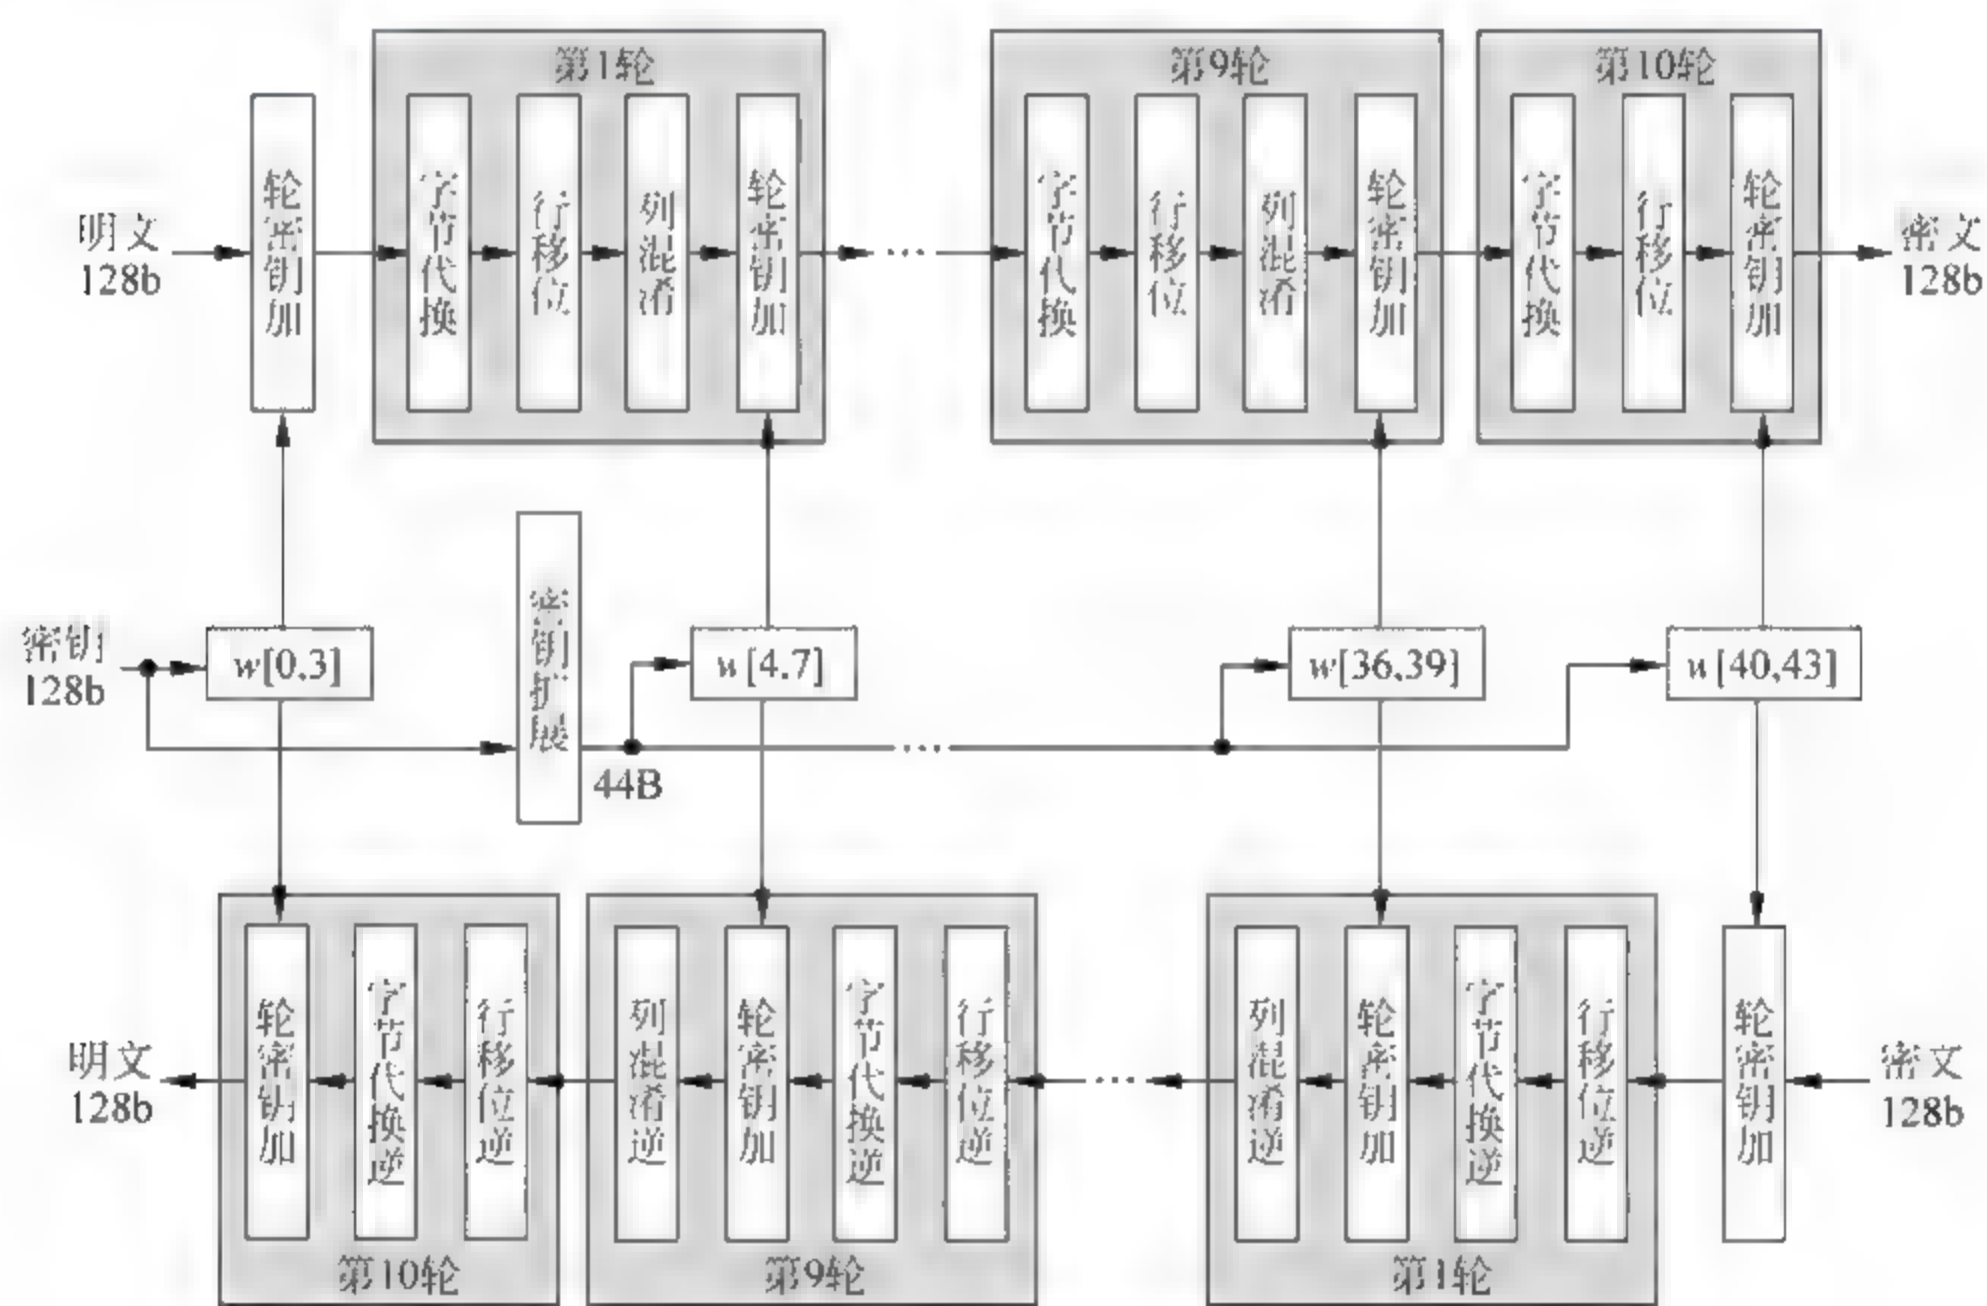 第1轮
第9轮
第10轮
明文
128b
轮密钥加
字节代换
行移位
列混淆
轮密钥加
...
字节代换
行移位
列混淆
轮密钥加
字节代换
行移位
轮密钥加
密文
128b
密钥
128b
w[0,3]
密钥扩展
44B
w[4,7]
...
w[36,39]
w[40,43]
明文
128b
轮密钥加
字节代换逆
行移位逆
列混淆逆
轮密钥加
字节代换逆
行移位逆
...
列混淆逆
轮密钥加
字节代换逆
行移位逆
轮密钥加
密文
128b
第10轮
第9轮
第1轮